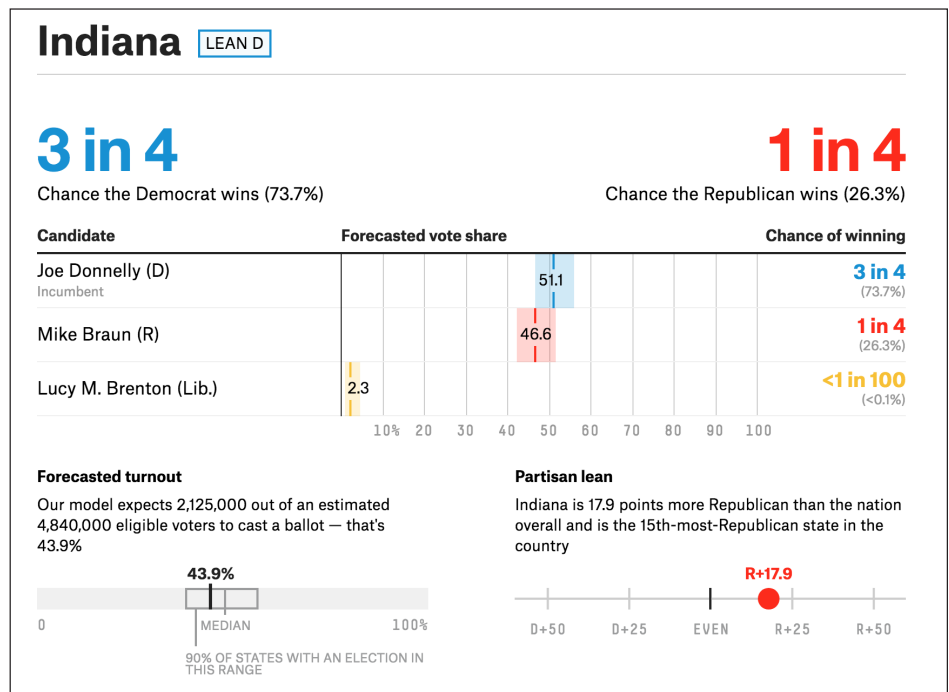 Indiana LEAN D
3 in 4
Chance the Democrat wins (73.7%)
1 in 4
Chance the Republican wins (26.3%)
Candidate Forecasted vote share Chance of winning
Joe Donnelly (D) 51.1 3 in 4
Incumbent (73.7%)
Mike Braun (R) 46.6 1 in 4
(26.3%)
Lucy M. Brenton (Lib.) 2.3 <1 in 100
(<0.1%)
10% 20 30 40 50 60 70 80 90 100
Forecasted turnout
Our model expects 2,125,000 out of an estimated
4,840,000 eligible voters to cast a ballot — that's
43.9%
43.9%
0 MEDIAN 100%
90% OF STATES WITH AN ELECTION IN
THIS RANGE
Partisan lean
Indiana is 17.9 points more Republican than the nation
overall and is the 15th-most-Republican state in the
country
R+17.9
D+50 D+25 EVEN R+25 R+50